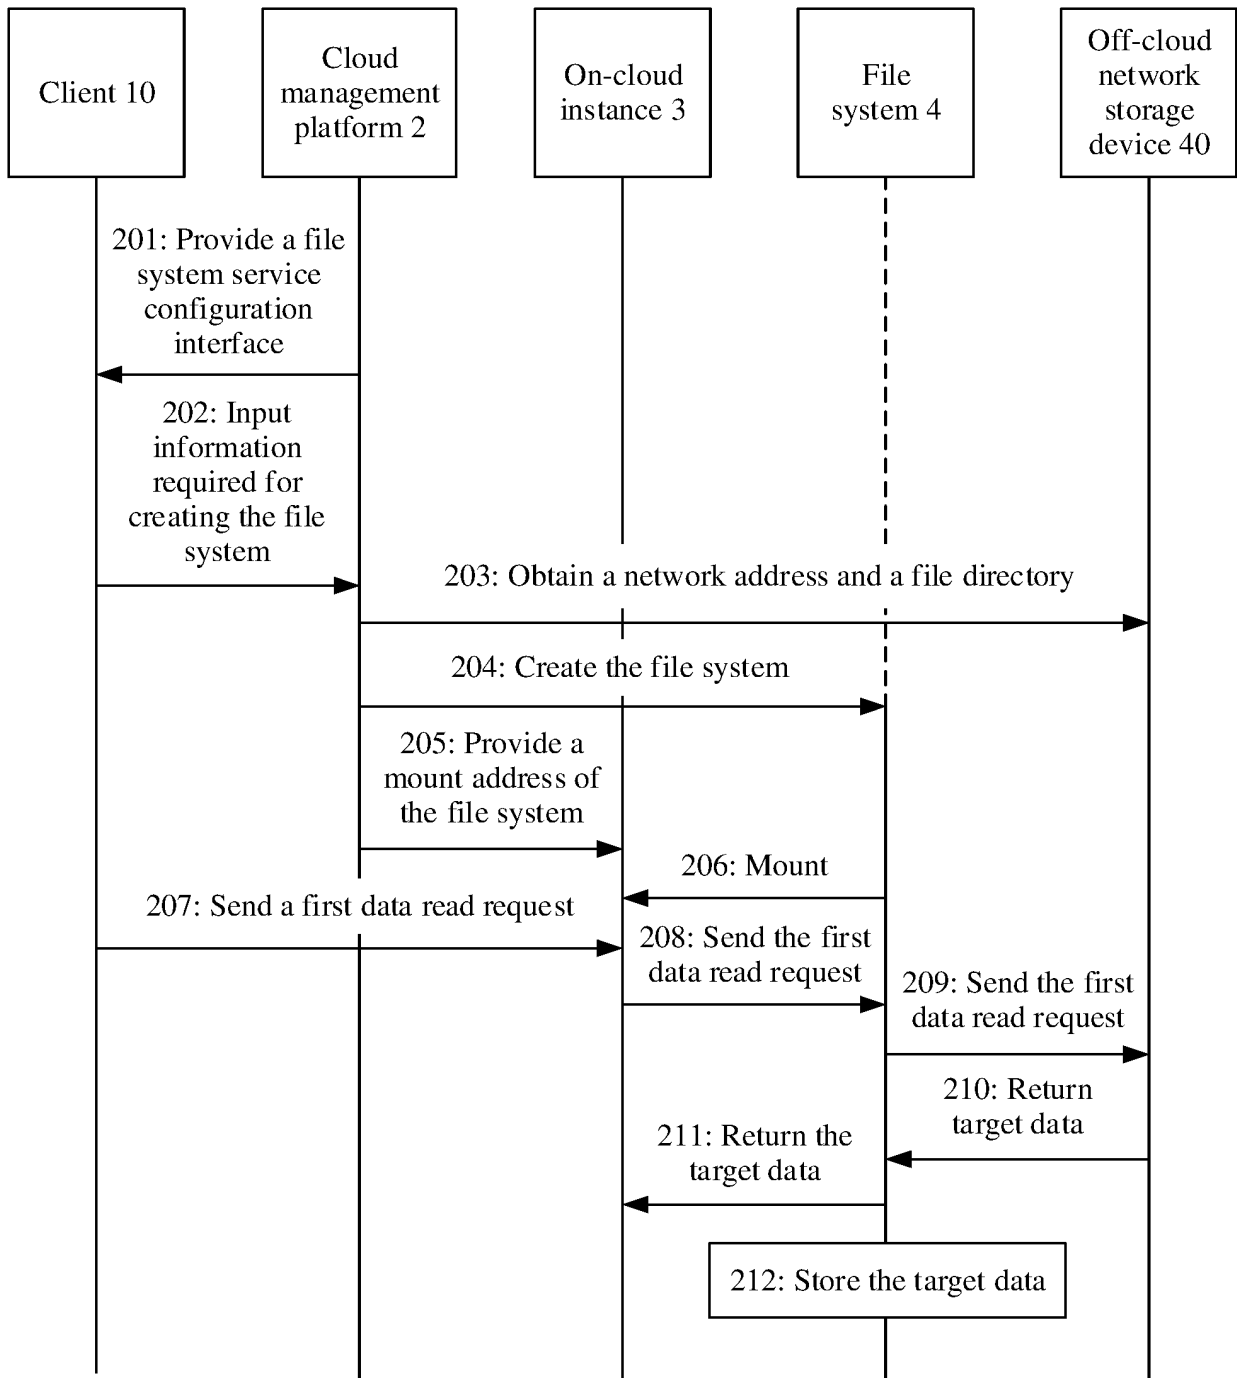 Client 10
Cloud
management
platform 2
On-cloud
instance 3
File
system 4
Off-cloud
network
storage
device 40
201: Provide a file
system service
configuration
interface
202: Input
information
required for
creating the file
system
203: Obtain a network address and a file directory
204: Create the file system
205: Provide a
mount address of
the file system
206: Mount
207: Send a first data read request
208: Send the first
data read request
209: Send the first
data read request
210: Return
target data
211: Return the
target data
212: Store the target data